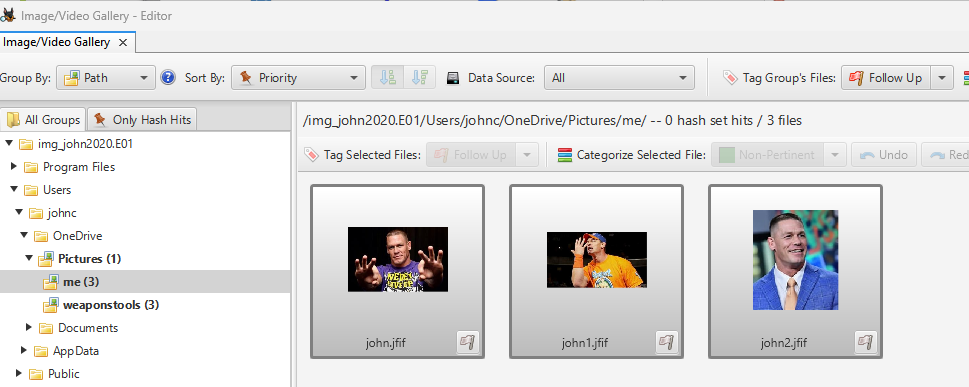 Image/Video Gallery - Editor
Image/Video Gallery ×
Group By: Path Sort By: Priority Data Source: All Tag Group's Files: Follow Up
All Groups Only Hash Hits
/img_john2020.E01/Users/johnc/OneDrive/Pictures/me/ -- 0 hash set hits / 3 files
Tag Selected Files: Follow Up Categorize Selected File: Non-Pertinent Undo Red
img_john2020.E01
Program Files
Users
johnc
OneDrive
Pictures (1)
me (3)
weaponstools (3)
Documents
AppData
Public
john.jfif
john1.jfif
john2.jfif